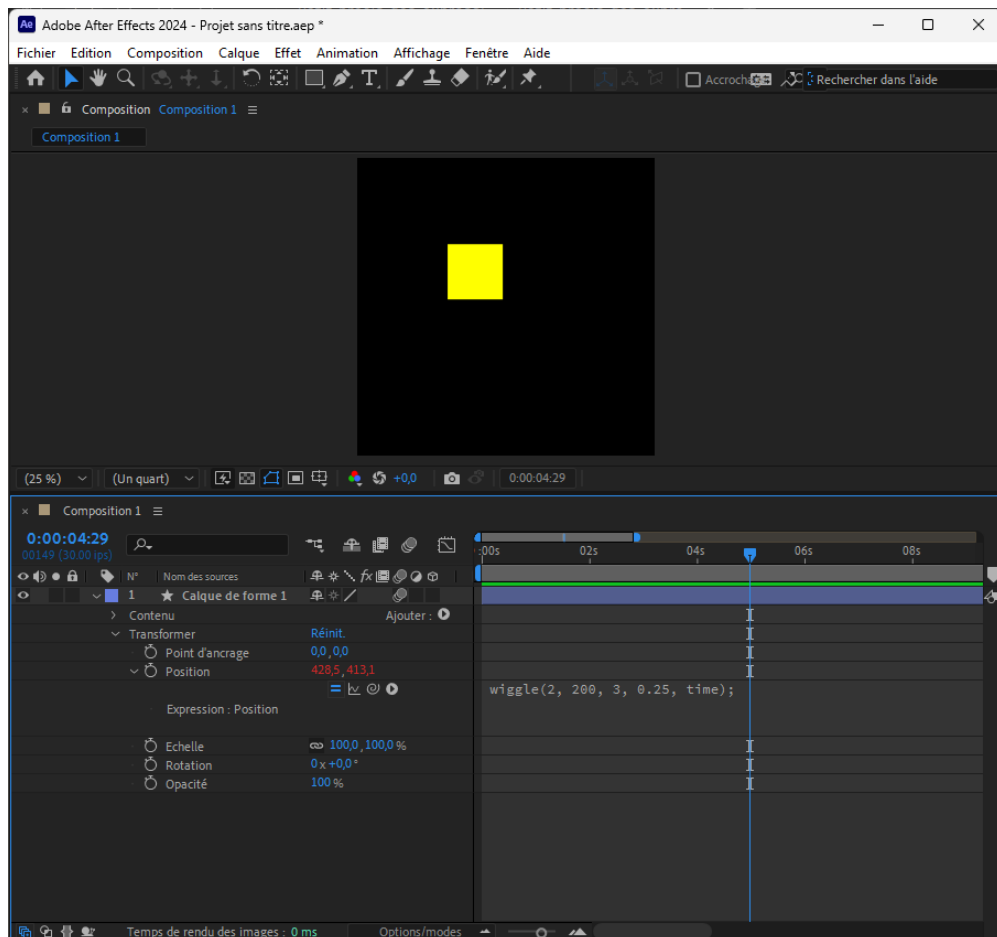 Ae Adobe After Effects 2024 - Projet sans titre.aep *
Fichier Edition Composition Calque Effet Animation Affichage Fenêtre Aide
Rechercher dans l'aide
× Composition Composition 1
Composition 1
(25 %) (Un quart) +0,0 0:00:04:29
× Composition 1
0:00:04:29
00149 (30.00 ips)
:00s 02s 04s 06s 08s
N° Nom des sources
1 Calque de forme 1
Contenu Ajouter :
Transformer Réinit.
Point d'ancrage 0,0 ,0,0
Position 428,5 ,413,1
wiggle(2, 200, 3, 0.25, time);
Expression : Position
Echelle 100,0 ,100,0 %
Rotation 0 x +0,0 °
Opacité 100 %
Temps de rendu des images : 0 ms Options/modes